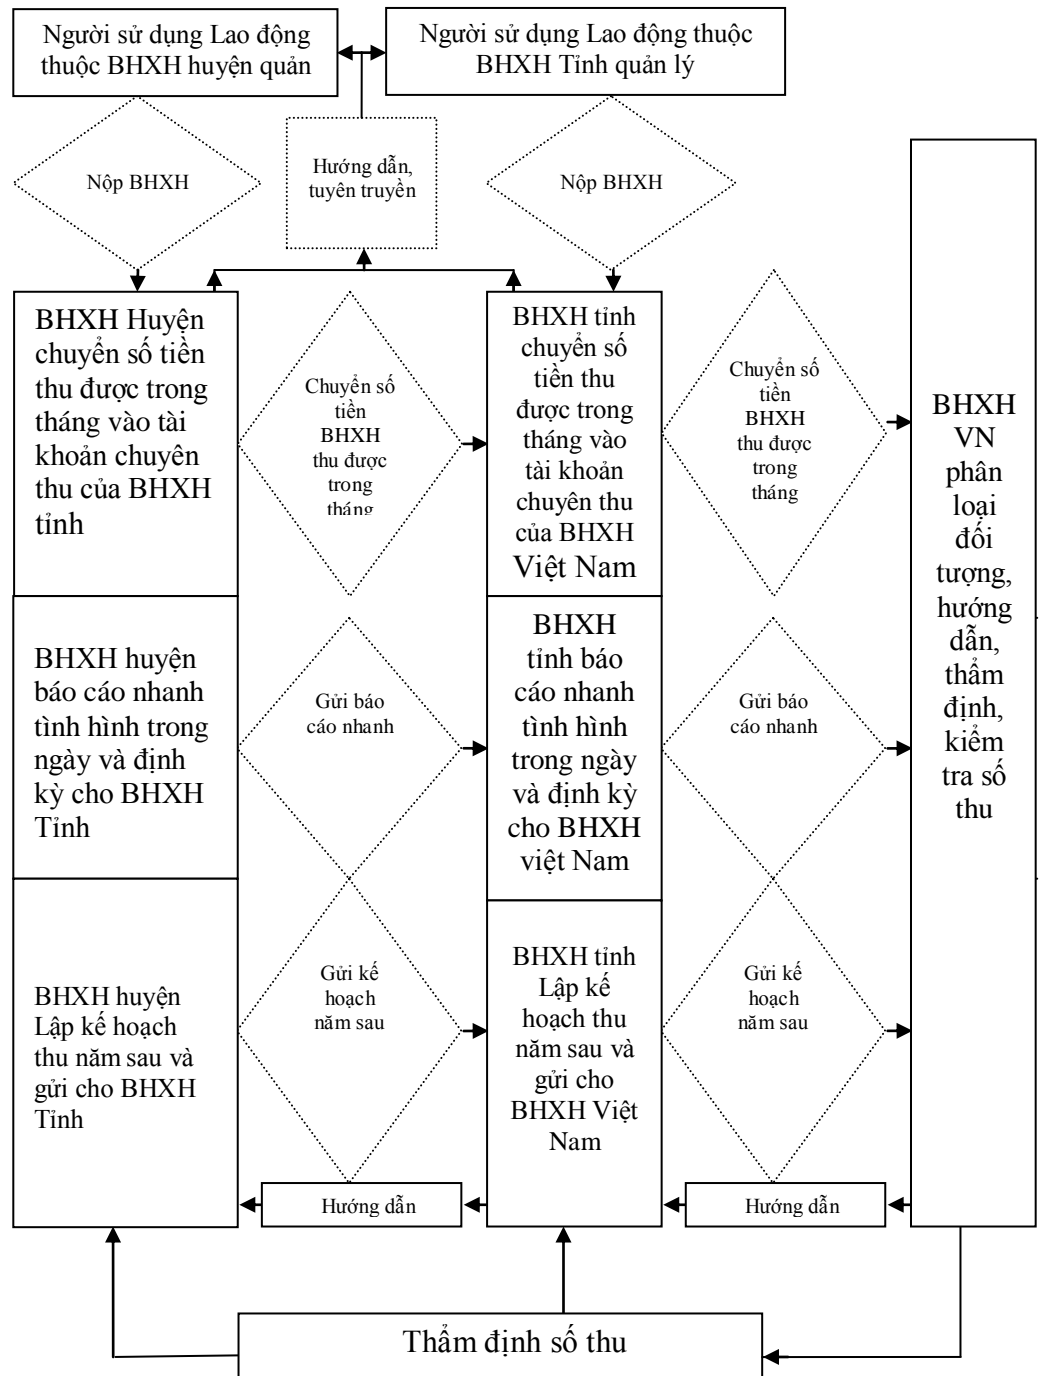 Người sử dụng Lao động
thuộc BHXH huyện quản
Người sử dụng Lao động thuộc
BHXH Tỉnh quản lý
Nộp BHXH
Hướng dẫn,
tuyên truyền
Nộp BHXH
BHXH Huyện
chuyển số tiền
thu được trong
tháng vào tài
khoản chuyên
thu của BHXH
tỉnh
Chuyển số
tiền
BHXH
thu được
trong
tháng
BHXH tỉnh
chuyển số
tiền thu
được trong
tháng vào
tài khoản
chuyên thu
của BHXH
Việt Nam
Chuyển số
tiền
BHXH
thu được
trong
tháng
BHXH
VN
phân
loại
đối
tượng,
hướng
dẫn,
thẩm
định,
kiểm
tra số
thu
BHXH huyện
báo cáo nhanh
tình hình trong
ngày và định
kỳ cho BHXH
Tỉnh
Gửi báo
cáo nhanh
BHXH
tỉnh báo
cáo nhanh
tình hình
trong ngày
và định kỳ
cho BHXH
việt Nam
Gửi báo
cáo nhanh
BHXH huyện
Lập kế hoạch
thu năm sau và
gửi cho BHXH
Tỉnh
Gửi kế
hoạch
năm sau
BHXH tỉnh
Lập kế
hoạch thu
năm sau và
gửi cho
BHXH Việt
Nam
Gửi kế
hoạch
năm sau
Hướng dẫn
Hướng dẫn
Thẩm định số thu